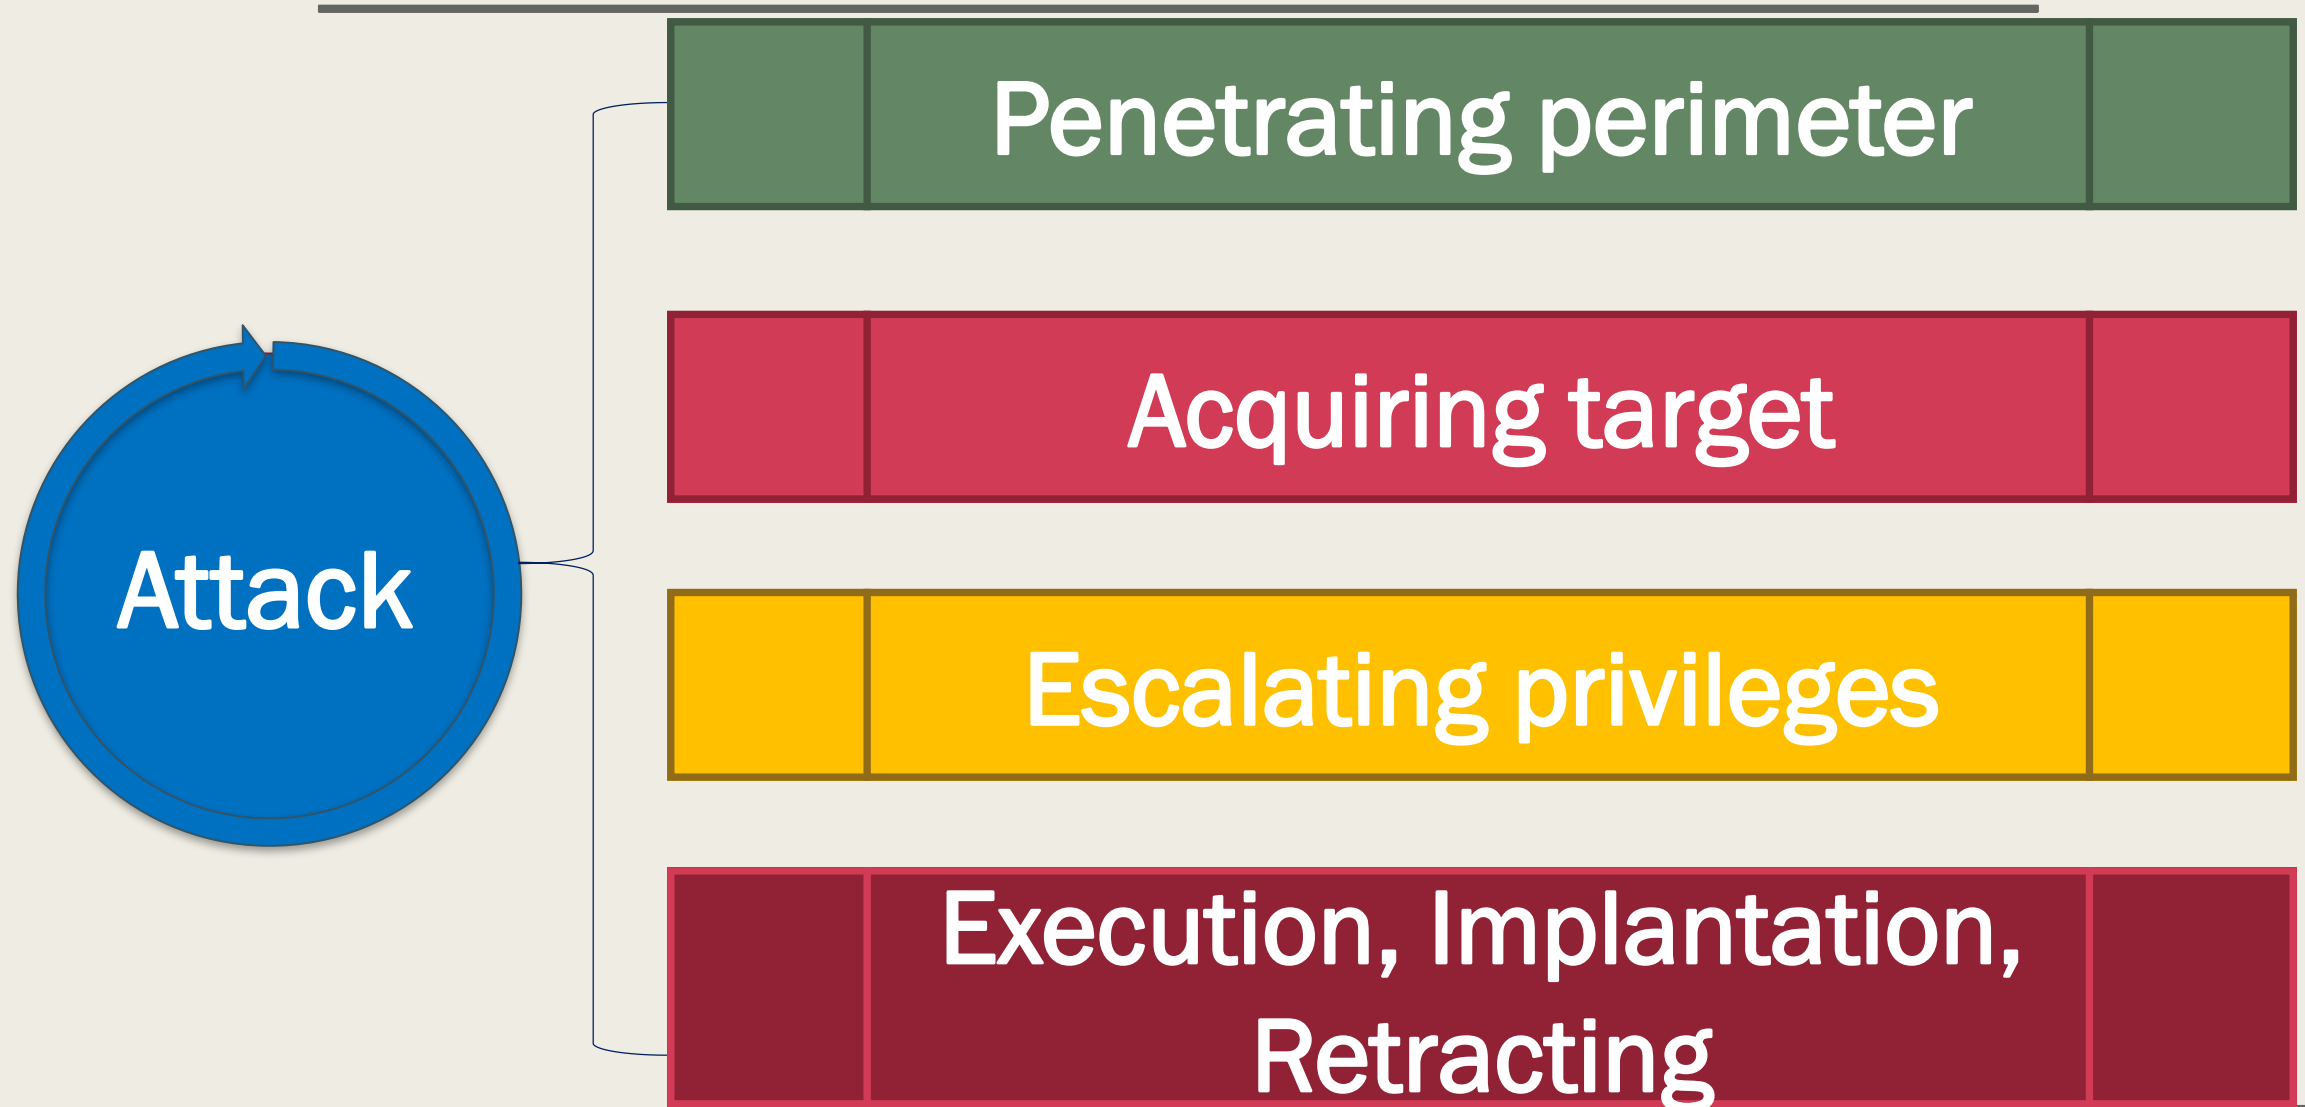 Penetrating perimeter
Acquiring target
Attack
Escalating privileges
Execution, Implantation,
Retracting